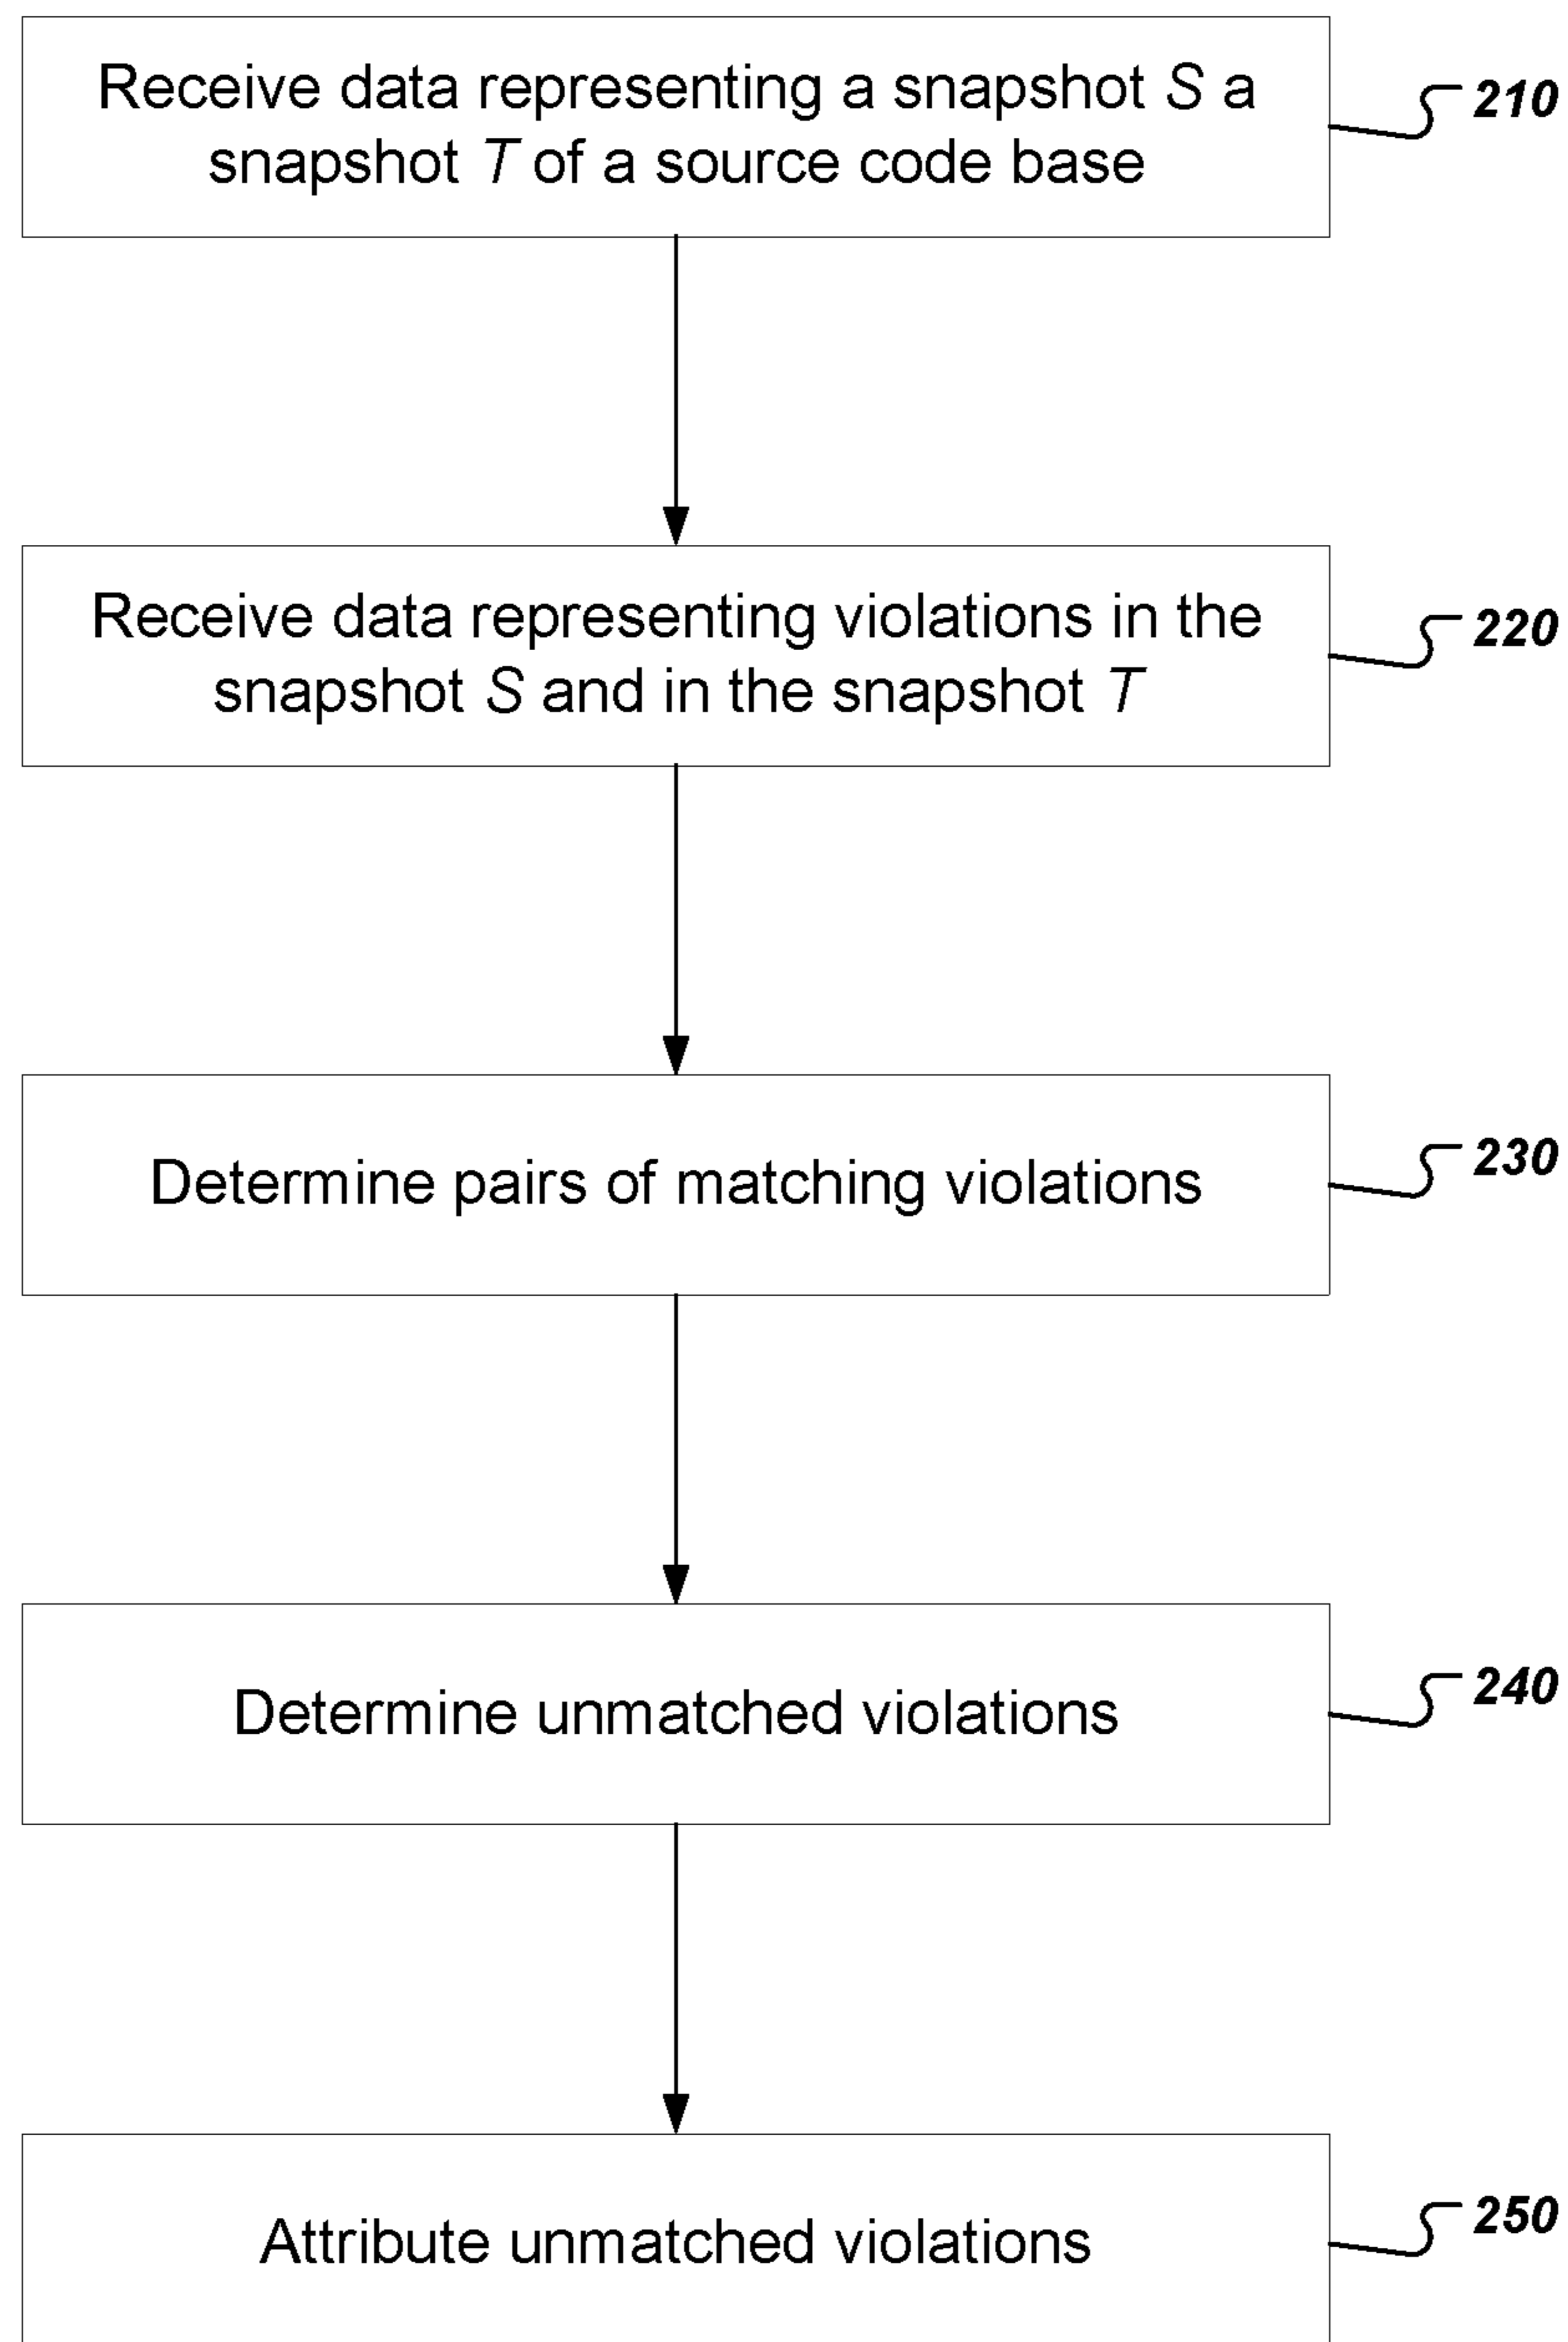 Receive data representing a snapshot S a
snapshot T of a source code base
210
Receive data representing violations in the
snapshot S and in the snapshot T
220
Determine pairs of matching violations
230
Determine unmatched violations
240
Attribute unmatched violations
250